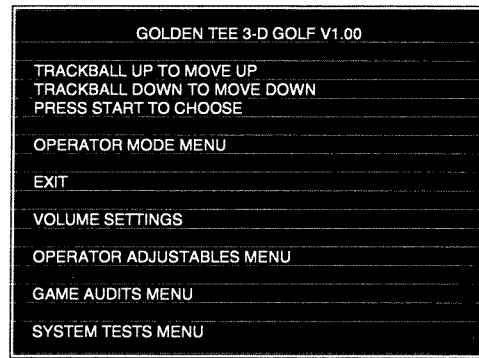 GOLDEN TEE 3-D GOLF V1.00
TRACKBALL UP TO MOVE UP
TRACKBALL DOWN TO MOVE DOWN
PRESS START TO CHOOSE
OPERATOR MODE MENU
EXIT
VOLUME SETTINGS
OPERATOR ADJUSTABLES MENU
GAME AUDITS MENU
SYSTEM TESTS MENU